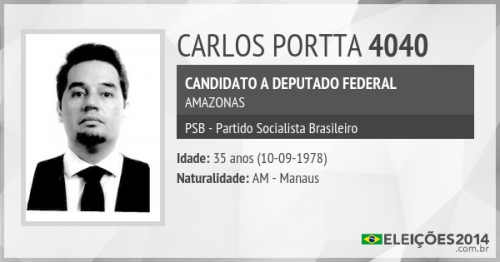 CARLOS PORTTA 4040
CANDIDATO A DEPUTADO FEDERAL
AMAZONAS
PSB - Partido Socialista Brasileiro
Idade: 35 anos (10-09-1978)
Naturalidade: AM - Manaus
ELEIÇÕES2014
.com.br